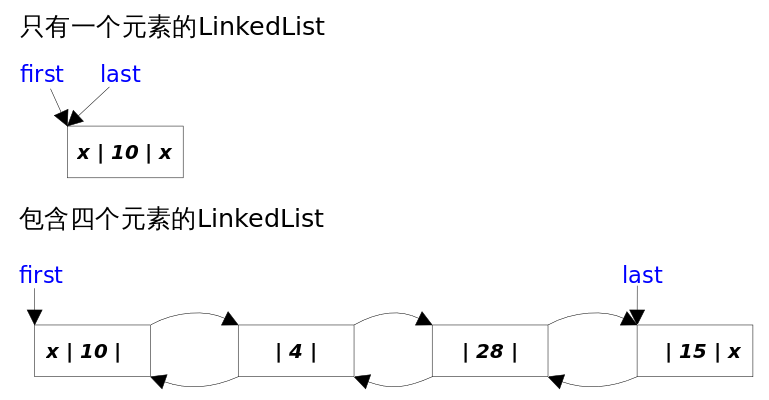 只有一个元素的LinkedList
first last
x | 10 | x
包含四个元素的LinkedList
first last
x | 10 | | 4 | | 28 | | 15 | x